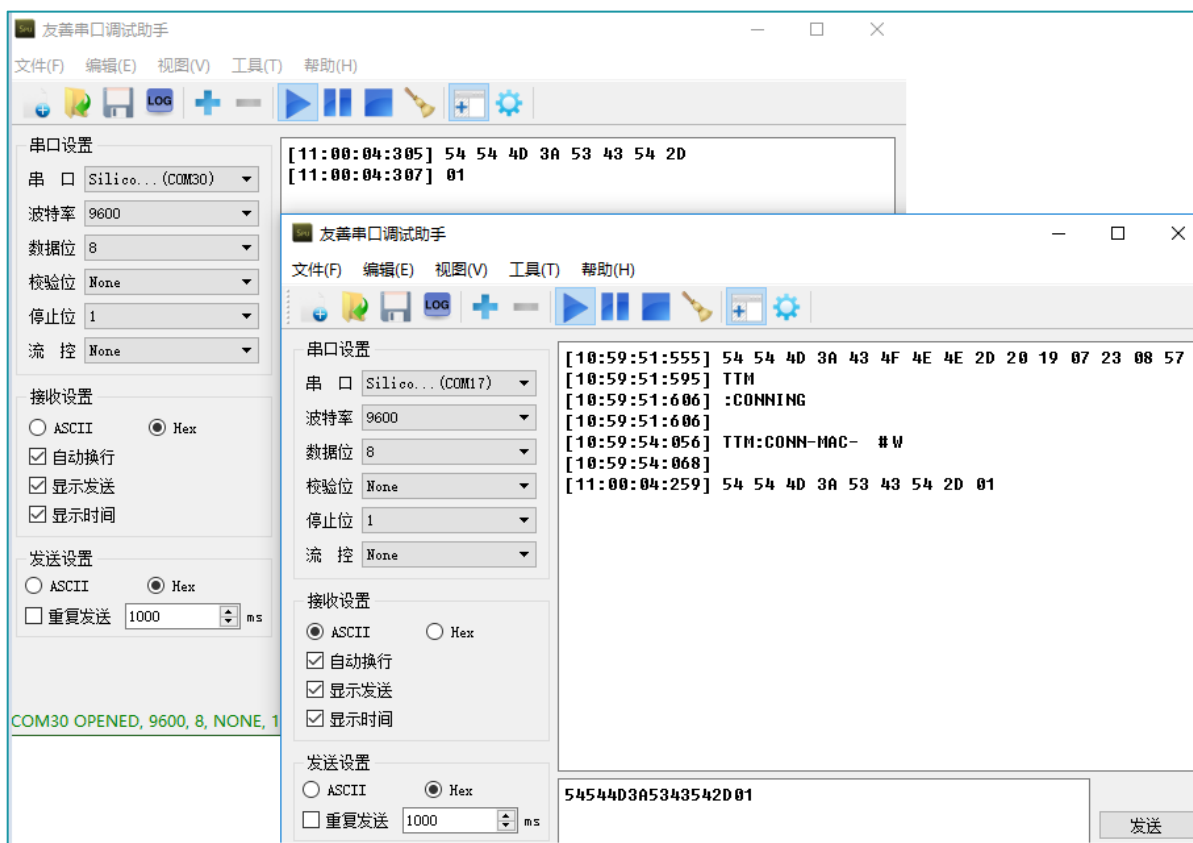 友善串口调试助手
文件(F) 编辑(E) 视图(V) 工具(T) 帮助(H)
LOG
串口设置
串 口 Silico...(COM30)
波特率 9600
数据位 8
校验位 None
停止位 1
流 控 None
接收设置
ASCII Hex
自动换行
显示发送
显示时间
发送设置
ASCII Hex
重复发送 1000 ms
COM30 OPENED, 9600, 8, NONE, 1
[11:00:04:305] 54 54 4D 3A 53 43 54 2D
[11:00:04:307] 01
友善串口调试助手
文件(F) 编辑(E) 视图(V) 工具(T) 帮助(H)
LOG
串口设置
串 口 Silico...(COM17)
波特率 9600
数据位 8
校验位 None
停止位 1
流 控 None
接收设置
ASCII Hex
自动换行
显示发送
显示时间
发送设置
ASCII Hex
重复发送 1000 ms
[10:59:51:555] 54 54 4D 3A 43 4F 4E 4E 2D 20 19 07 23 08 57
[10:59:51:595] TTM
[10:59:51:606] :CONNING
[10:59:51:606]
[10:59:54:056] TTM:CONN-MAC- #W
[10:59:54:068]
[11:00:04:259] 54 54 4D 3A 53 43 54 2D 01
54544D3A5343542D01
发送